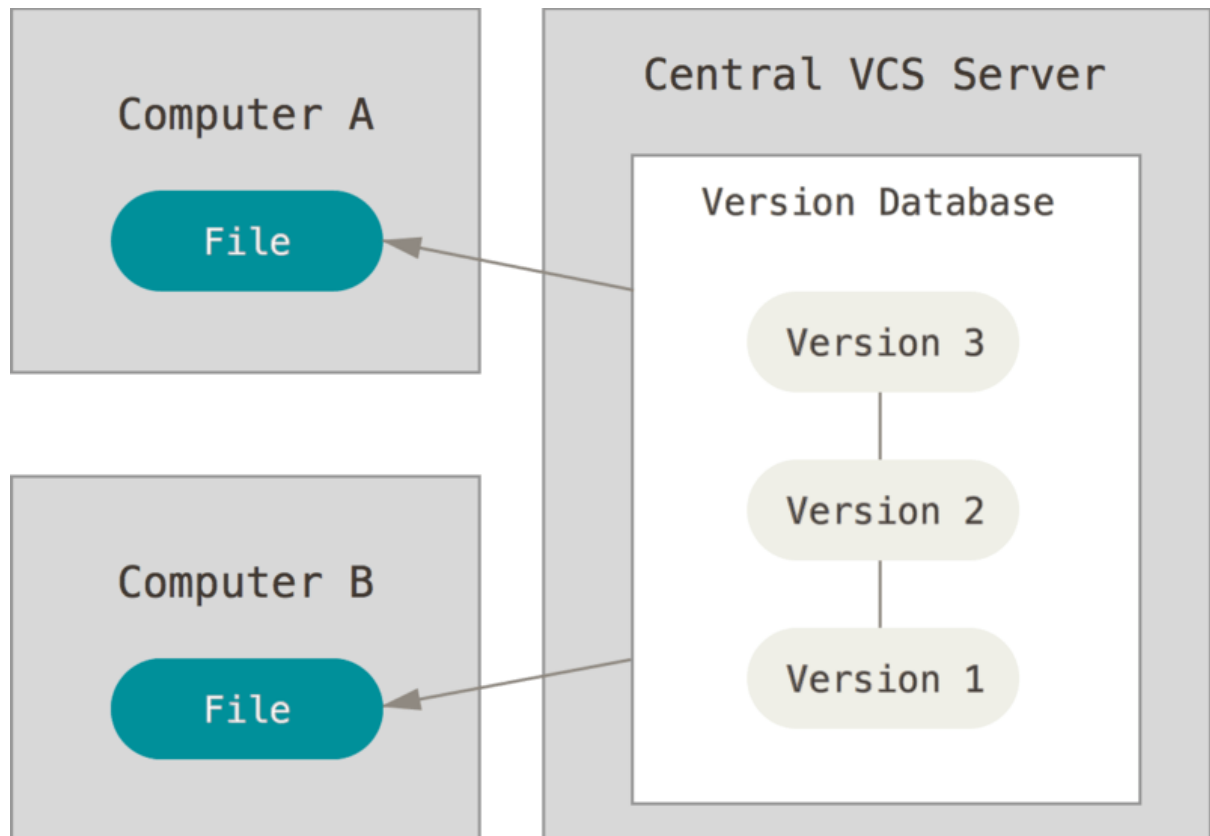 Computer A
File
Computer B
File
Central VCS Server
Version Database
Version 3
Version 2
Version 1